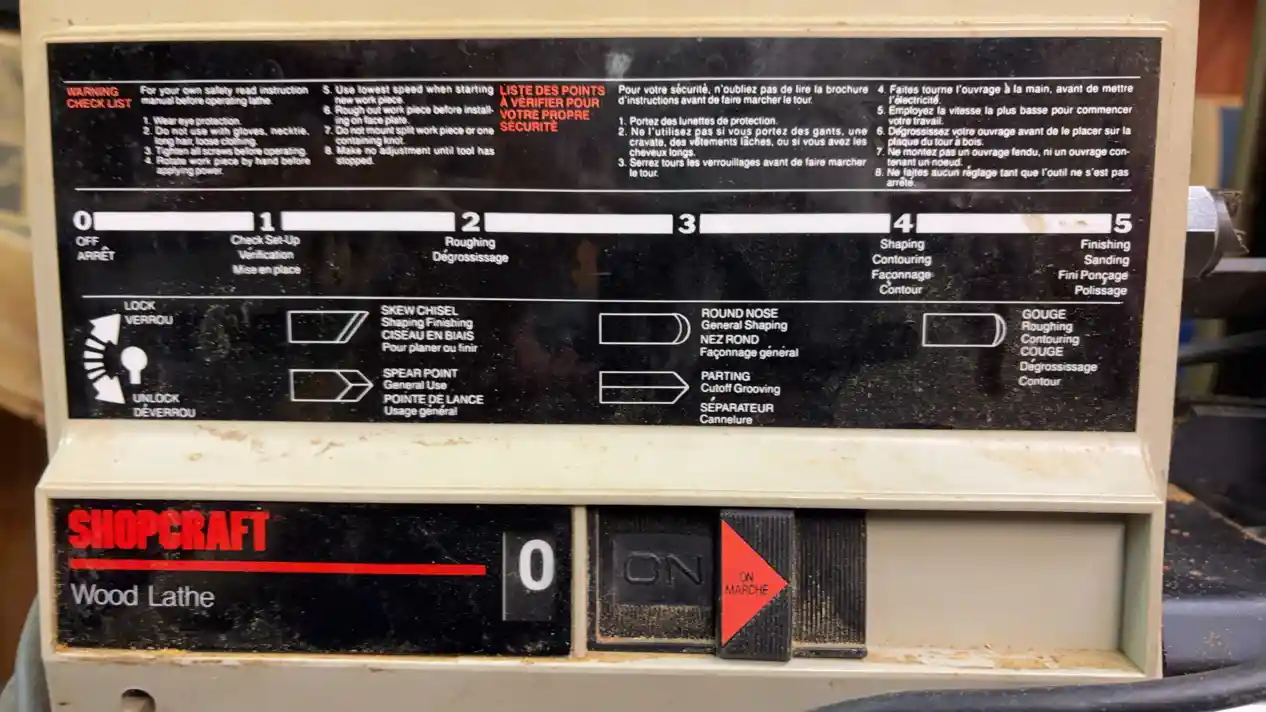 WARNING
CHECK LIST
For your own safety read instruction
manual before operating lathe.
1. Wear eye protection.
2. Do not use with gloves, necktie,
long hair, loose clothing.
3. Tighten all screws before operating.
4. Rotate work piece by hand before
applying power.
5. Use lowest speed when starting
new work piece.
6. Rough out work piece before install-
ing on face plate.
7. Do not mount split work piece or one
containing knot.
8. Make no adjustment until tool has
stopped.
LISTE DES POINTS
À VÉRIFIER POUR
VOTRE PROPRE
SÉCURITÉ
Pour votre sécurité, n'oubliez pas de lire la brochure
d'instructions avant de faire marcher le tour.
1. Portez des lunettes de protection.
2. Ne l'utilisez pas si vous portez des gants, une
cravate, des vêtements lâches, ou si vous avez les
cheveux longs.
3. Serrez tours les verrouillages avant de faire marcher
le tour.
4. Faites tourne l'ouvrage à la main, avant de mettre
l'électricité.
5. Employez la vitesse la plus basse pour commencer
votre travail.
6. Dégrossissez votre ouvrage avant de le placer sur la
plaque du tour à bois.
7. Ne montez pas un ouvrage fendu, ni un ouvrage con-
tenant un noeud.
8. Ne faites aucun réglage tant que l'outil ne s'est pas
arrêté.
0 1 2 3 4 5
OFF
ARRÊT
Check Set-Up
Vérification
Mise en place
Roughing
Dégrossissage
Shaping
Contouring
Façonnage
Contour
Finishing
Sanding
Fini Ponçage
Polissage
LOCK
VERROU
UNLOCK
DÉVERROU
SKEW CHISEL
Shaping Finishing
CISEAU EN BIAIS
Pour planer ou finir
SPEAR POINT
General Use
POINTE DE LANCE
Usage général
ROUND NOSE
General Shaping
NEZ ROND
Façonnage général
PARTING
Cutoff Grooving
SÉPARATEUR
Cannelure
GOUGE
Roughing
Contouring
COUGE
Dégrossissage
Contour
SHOPCRAFT
Wood Lathe
0
ON
ON
MARCHE